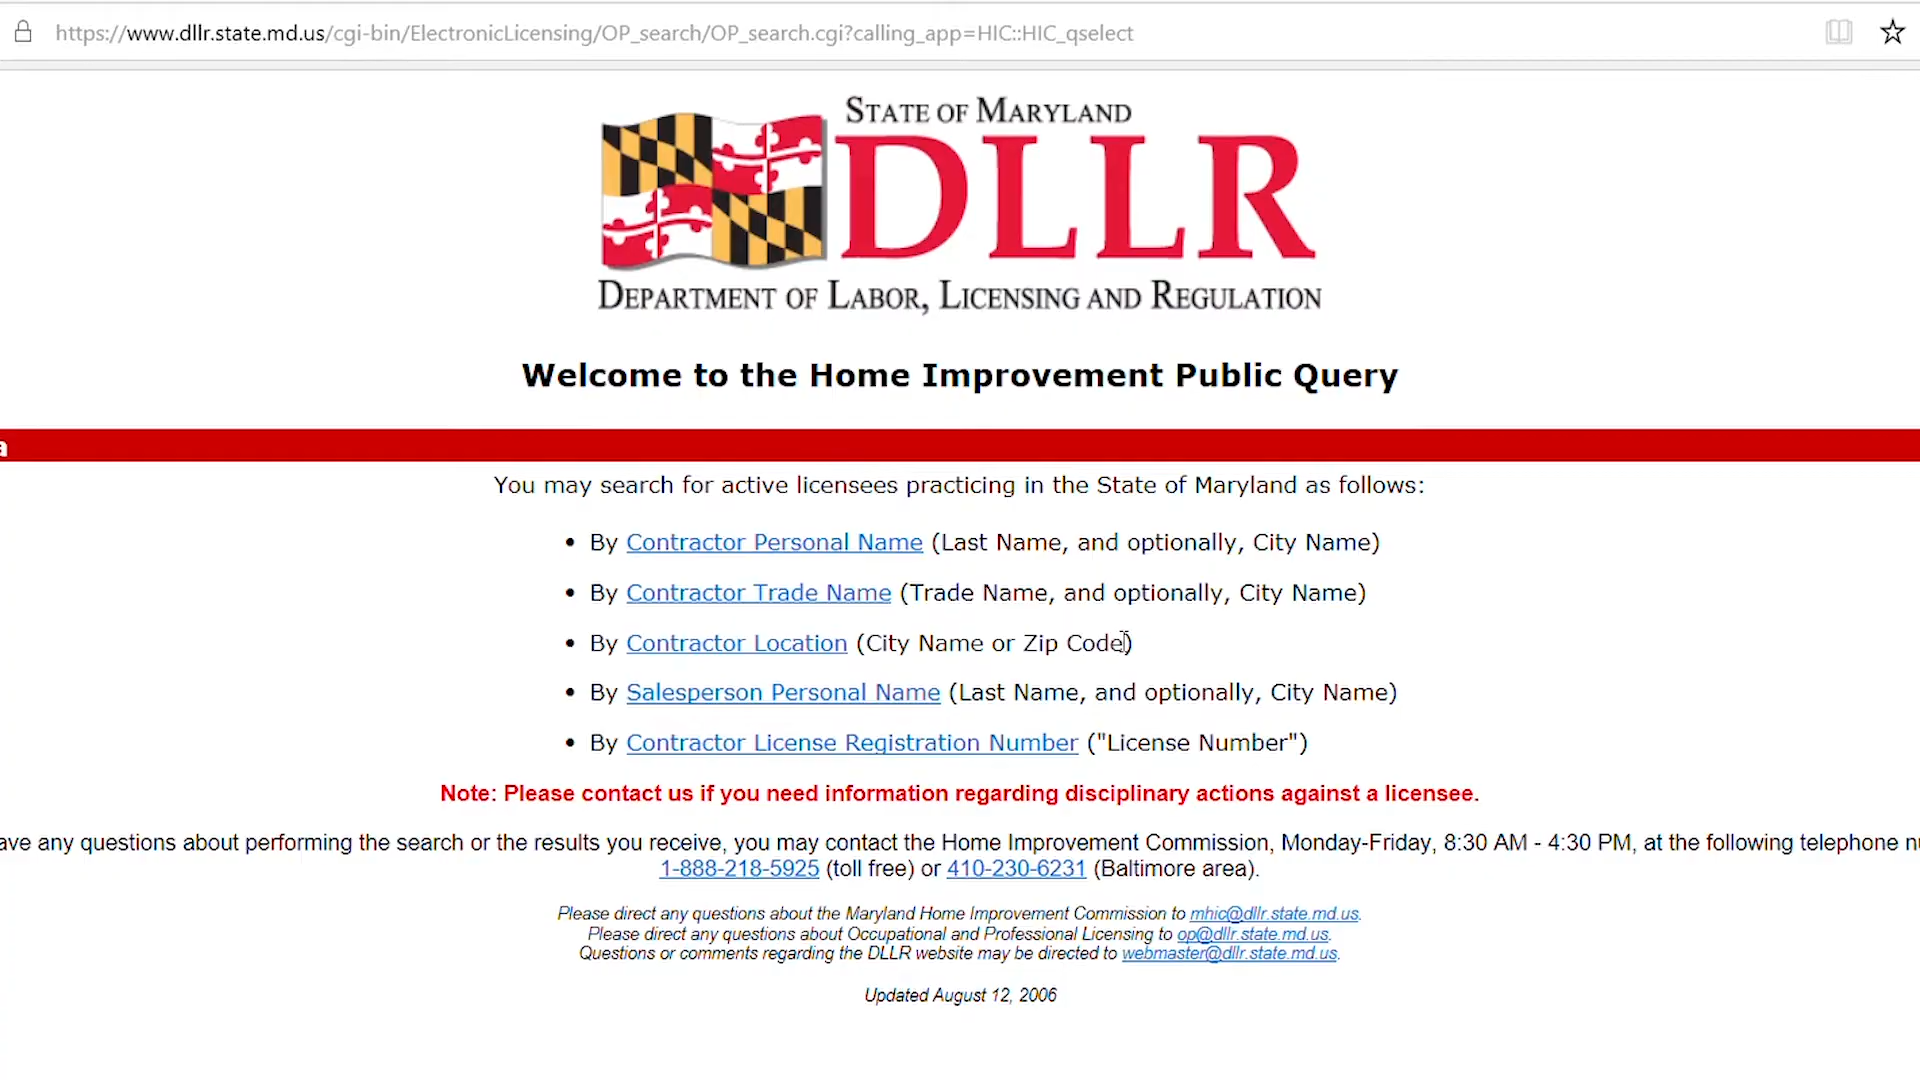 https://www.dllr.state.md.us/cgi-bin/ElectronicLicensing/OP_search/OP_search.cgi?calling_app=HIC::HIC_qselect
STATE OF MARYLAND
DLLR
DEPARTMENT OF LABOR, LICENSING AND REGULATION
Welcome to the Home Improvement Public Query
a
You may search for active licensees practicing in the State of Maryland as follows:
• By Contractor Personal Name (Last Name, and optionally, City Name)
• By Contractor Trade Name (Trade Name, and optionally, City Name)
• By Contractor Location (City Name or Zip Code)
• By Salesperson Personal Name (Last Name, and optionally, City Name)
• By Contractor License Registration Number ("License Number")
Note: Please contact us if you need information regarding disciplinary actions against a licensee.
ave any questions about performing the search or the results you receive, you may contact the Home Improvement Commission, Monday-Friday, 8:30 AM - 4:30 PM, at the following telephone nu
1-888-218-5925 (toll free) or 410-230-6231 (Baltimore area).
Please direct any questions about the Maryland Home Improvement Commission to mhic@dllr.state.md.us.
Please direct any questions about Occupational and Professional Licensing to op@dllr.state.md.us.
Questions or comments regarding the DLLR website may be directed to webmaster@dllr.state.md.us.
Updated August 12, 2006